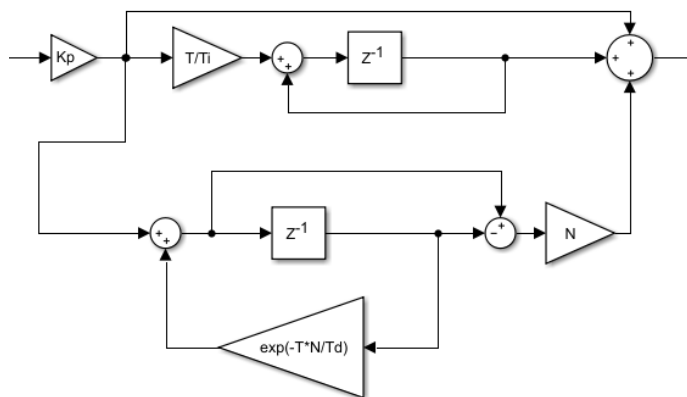 Kp
T/Ti
+
+
Z-1
+
+
+
+
+
Z-1
-
+
N
exp(-T*N/Td)